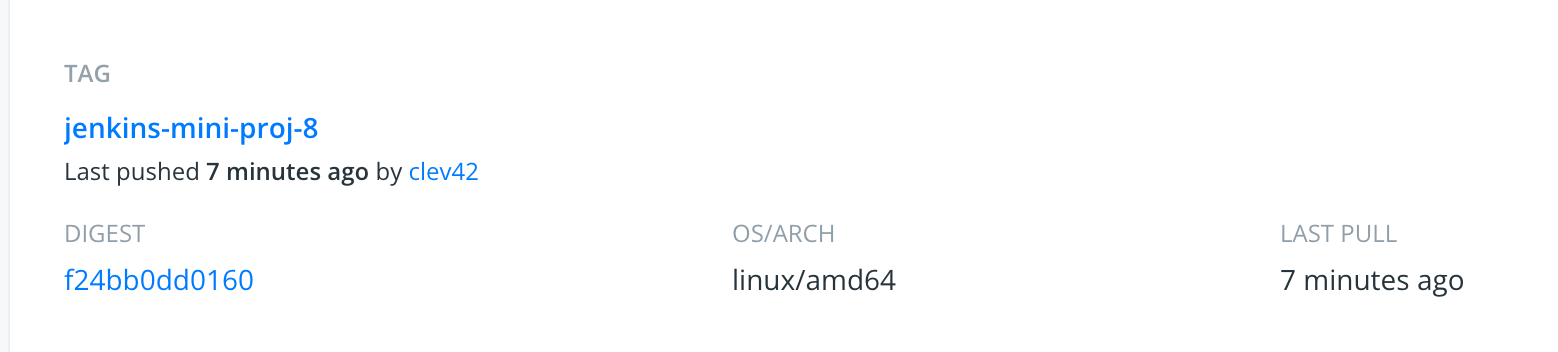 TAG
jenkins-mini-proj-8
Last pushed 7 minutes ago by clev42
DIGEST OS/ARCH LAST PULL
f24bb0dd0160 linux/amd64 7 minutes ago